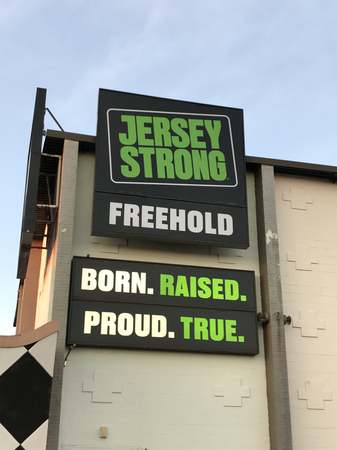 JERSEY
STRONG
FREEHOLD
BORN. RAISED.
PROUD. TRUE.